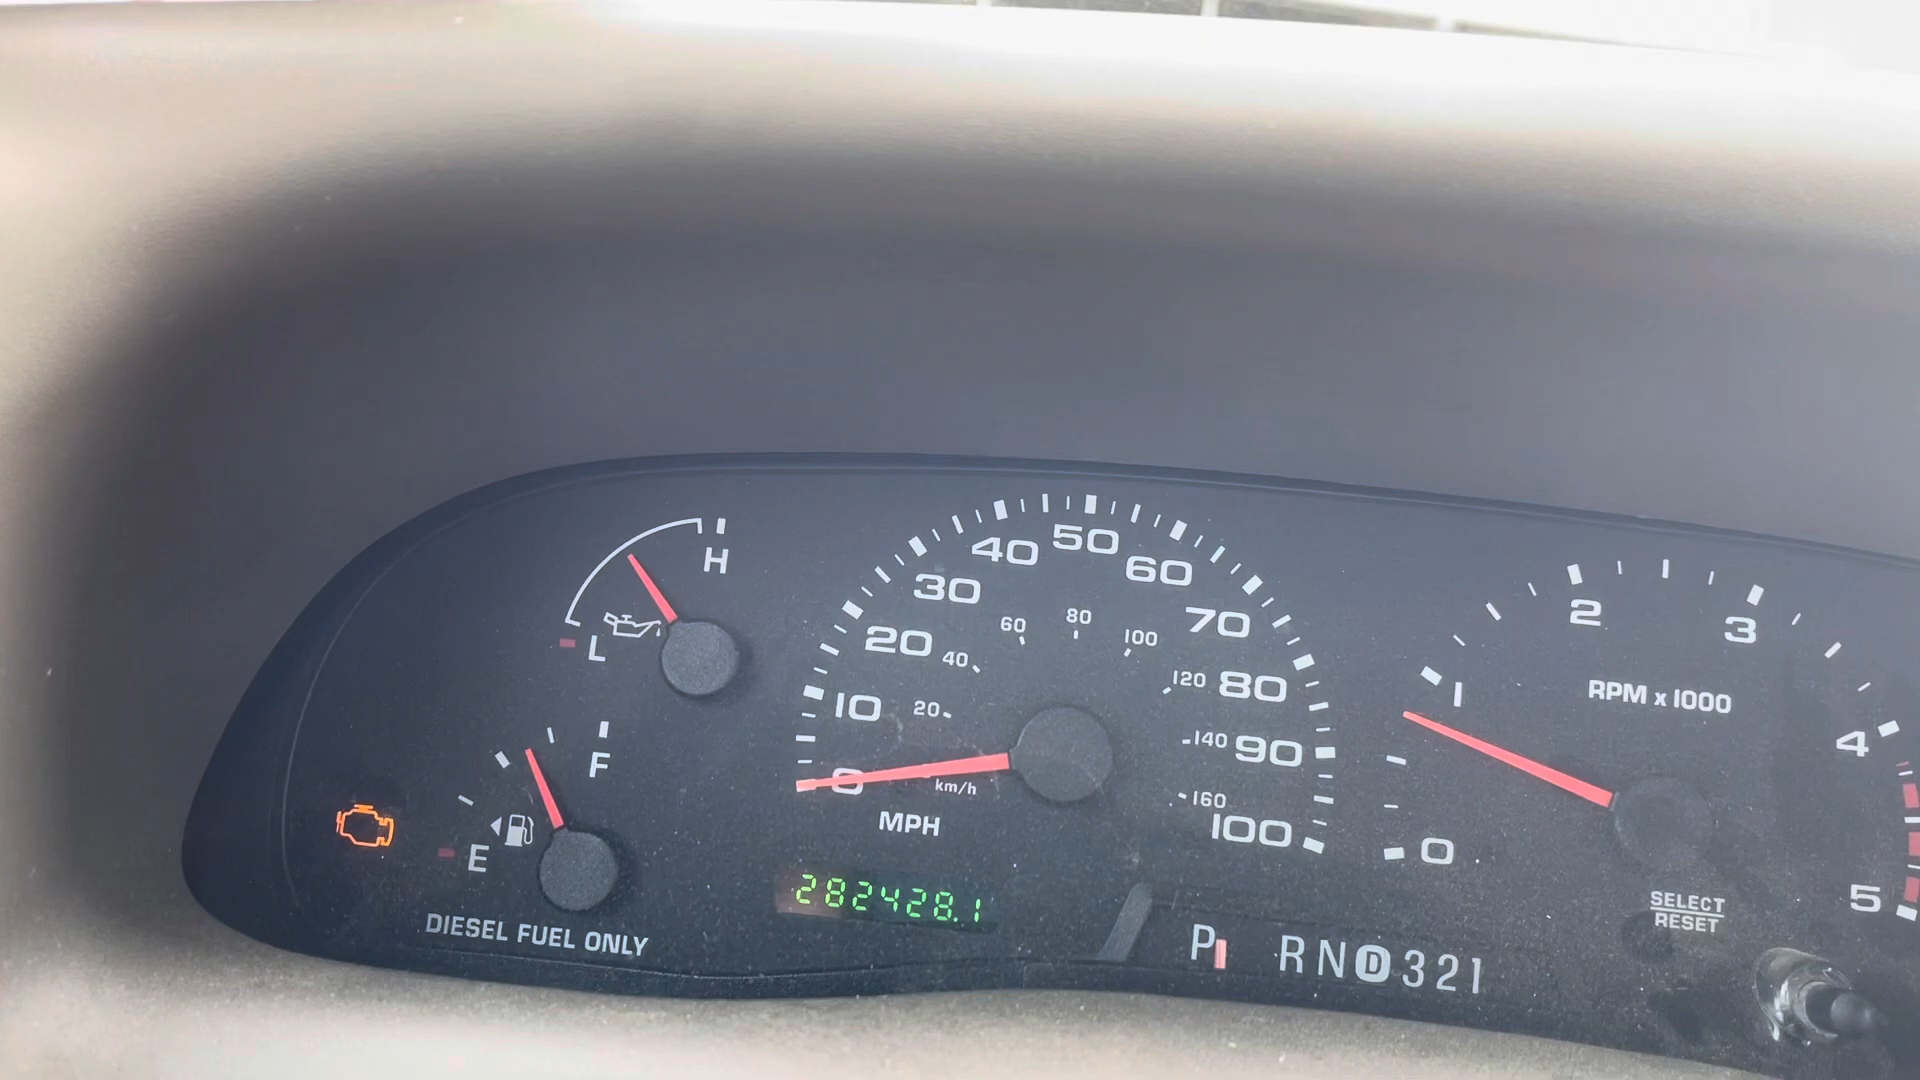 H
L
F
E
DIESEL FUEL ONLY
0 10 20 30 40 50 60 70 80 90 100
20 40 60 80 100 120 140 160
km/h
MPH
282428.1
P R N D 3 2 1
0 1 2 3 4 5
RPM x 1000
SELECT
RESET